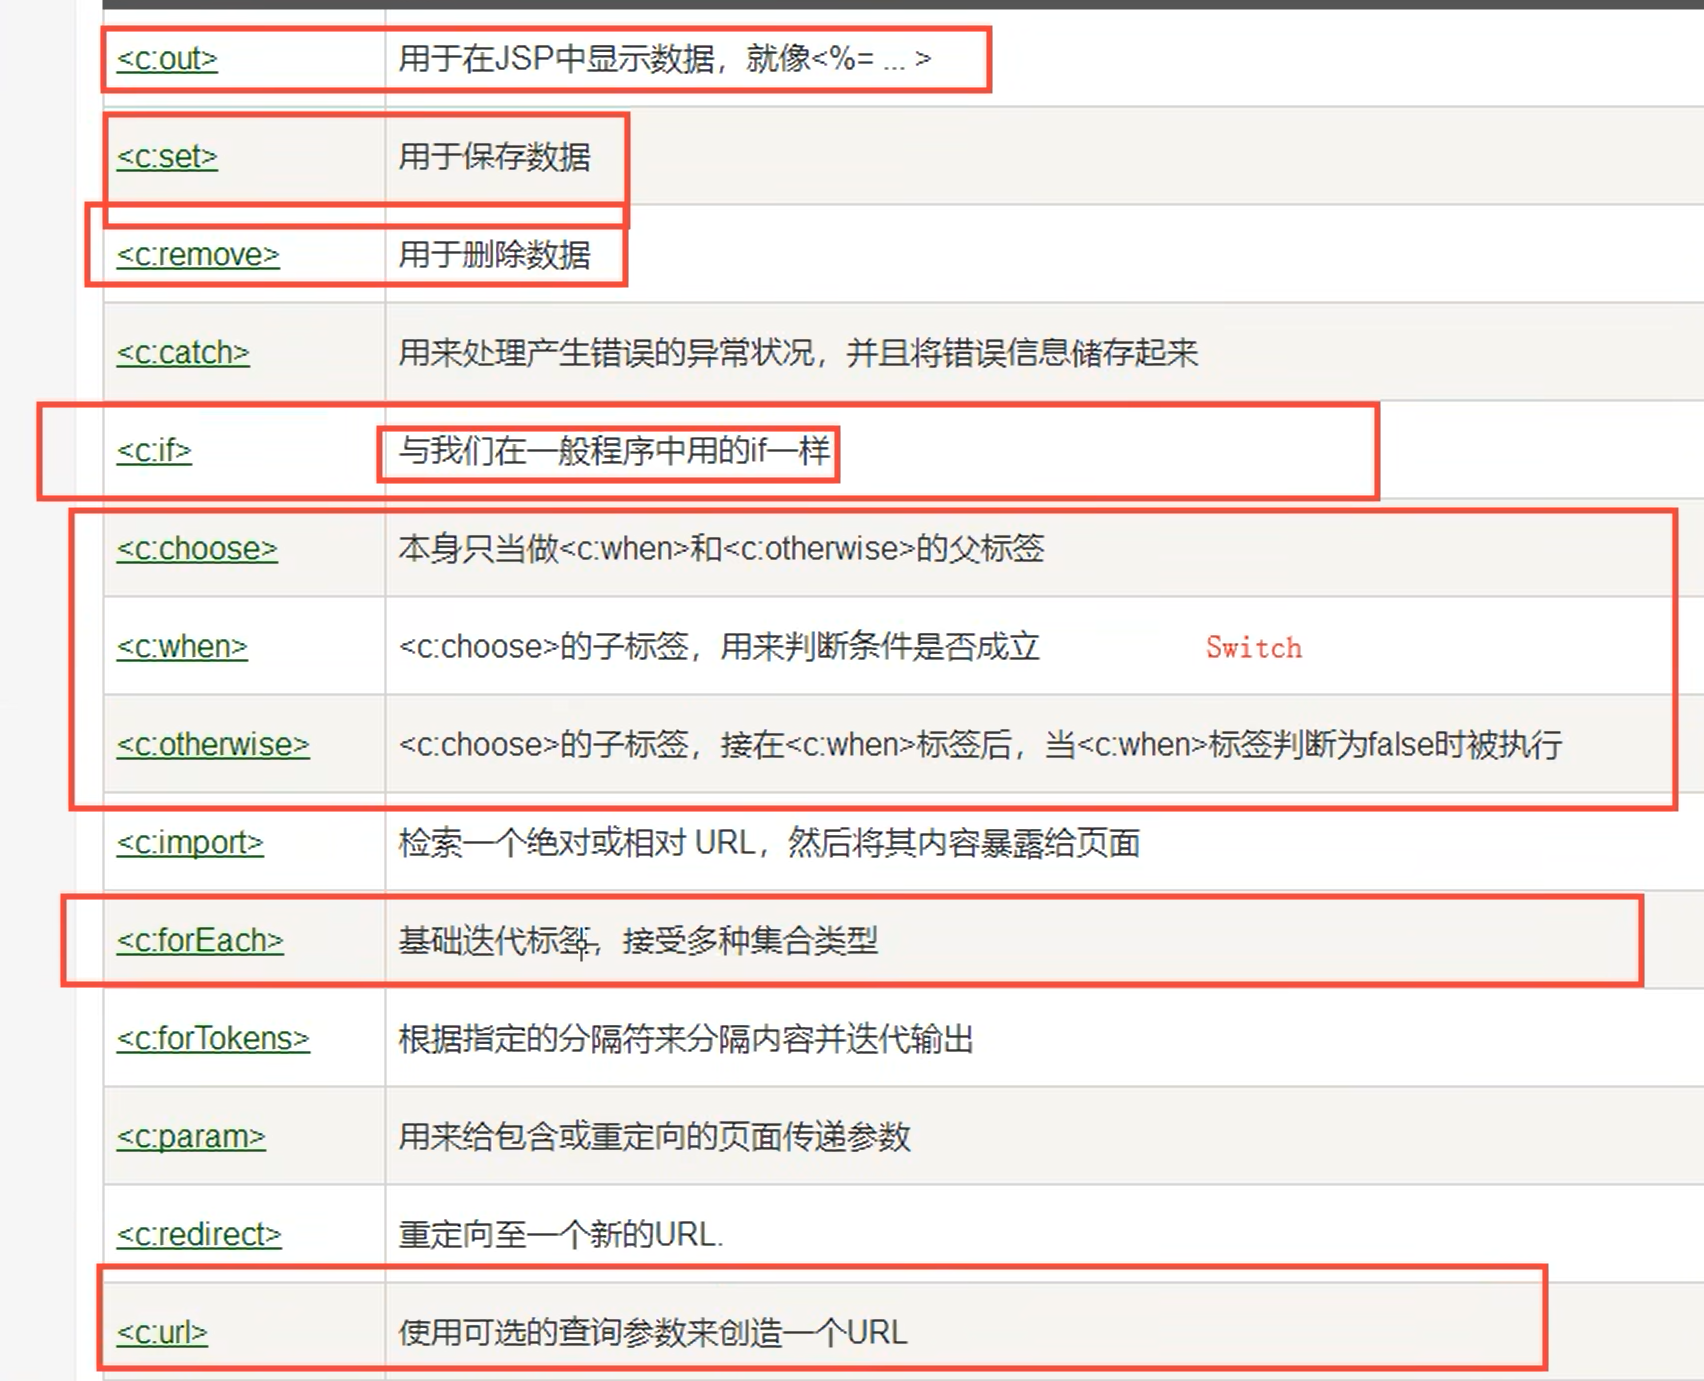 <c:out> 用于在JSP中显示数据，就像<%= ... >
<c:set> 用于保存数据
<c:remove> 用于删除数据
<c:catch> 用来处理产生错误的异常状况，并且将错误信息储存起来
<c:if> 与我们在一般程序中用的if一样
<c:choose> 本身只当做<c:when>和<c:otherwise>的父标签
<c:when> <c:choose>的子标签，用来判断条件是否成立 Switch
<c:otherwise> <c:choose>的子标签，接在<c:when>标签后，当<c:when>标签判断为false时被执行
<c:import> 检索一个绝对或相对 URL，然后将其内容暴露给页面
<c:forEach> 基础迭代标签，接受多种集合类型
<c:forTokens> 根据指定的分隔符来分隔内容并迭代输出
<c:param> 用来给包含或重定向的页面传递参数
<c:redirect> 重定向至一个新的URL.
<c:url> 使用可选的查询参数来创造一个URL